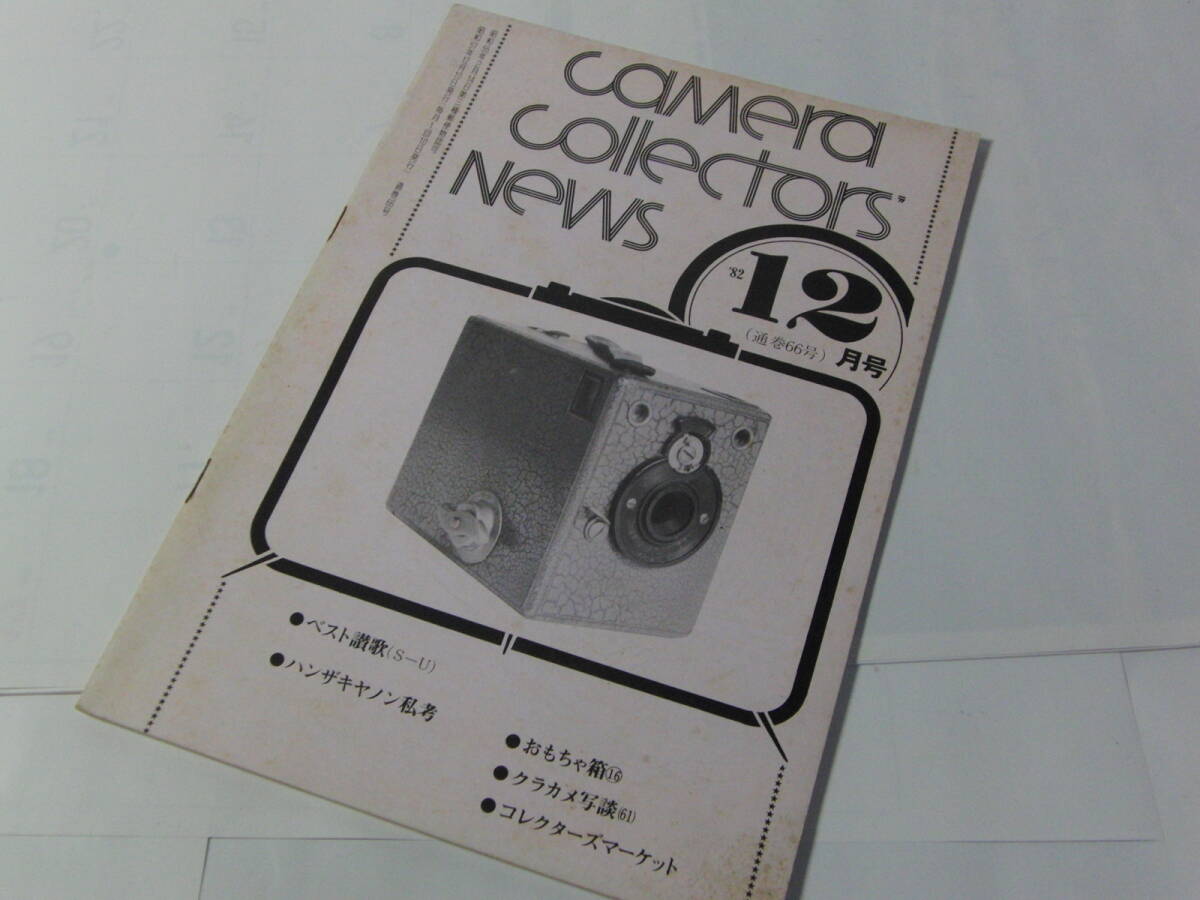 camera
collectors'
news
'82 12月号
(通巻66号)
●ベスト讃歌(S-U)
●ハンザキヤノン私考
●おもちゃ箱⑯
●クラカメ写談(61)
●コレクターズマーケット